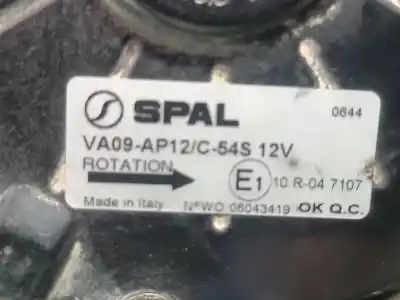 SPAL 0644
VA09-AP12/C-54S 12V
ROTATION
E1 10 R-04 7107
Made in Italy N°WO 06043419 OK Q.C.